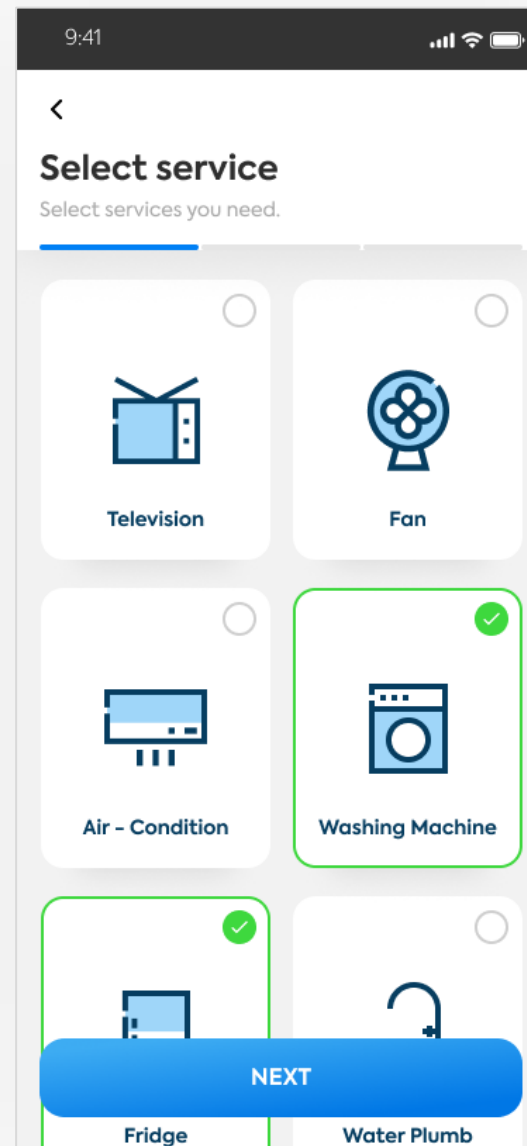 9:41
Select service
Select services you need.
Television
Fan
Air - Condition
Washing Machine
NEXT
Fridge
Water Plumb